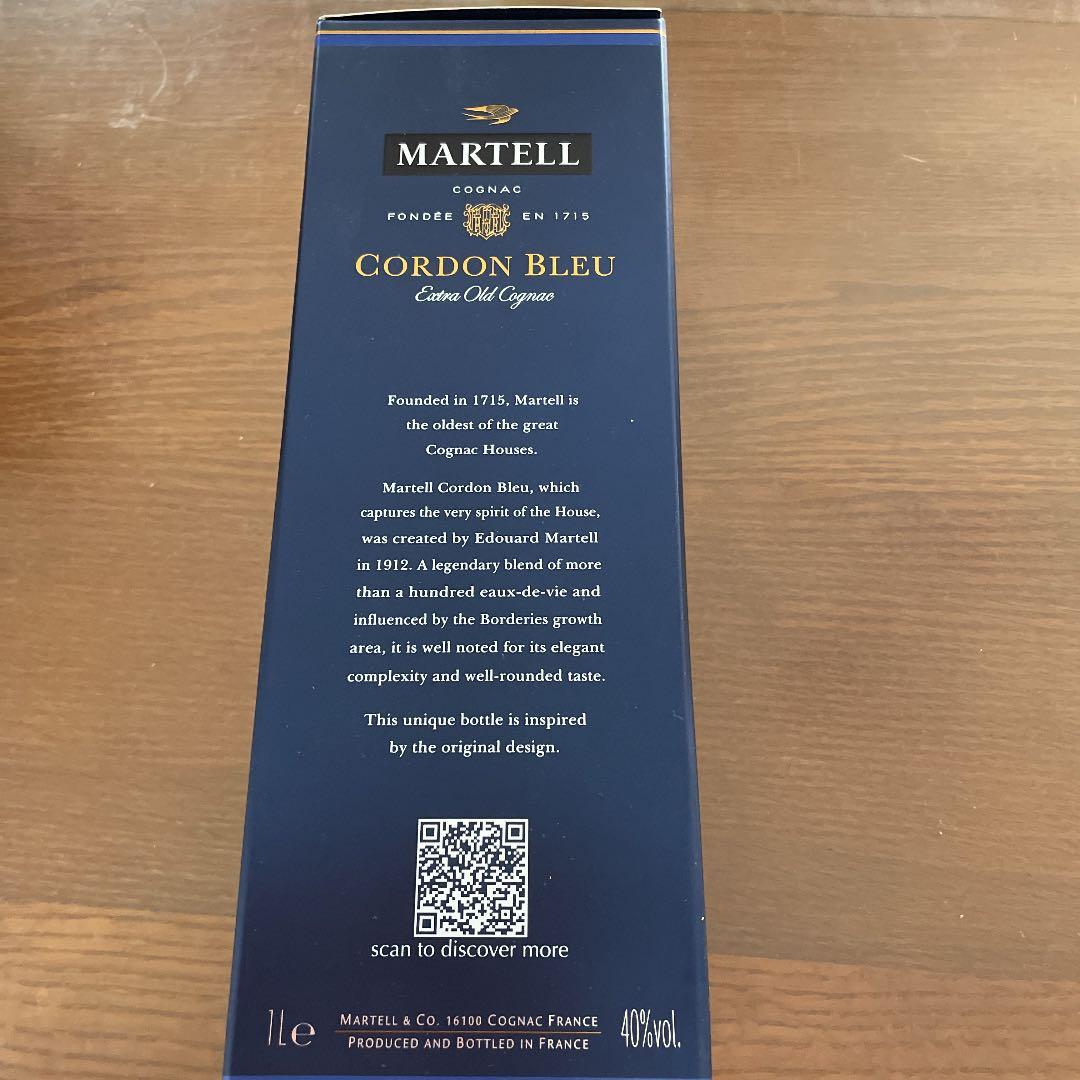 MARTELL
COGNAC
FONDÉE EN 1715
CORDON BLEU
Extra Old Cognac
Founded in 1715, Martell is
the oldest of the great
Cognac Houses.
Martell Cordon Bleu, which
captures the very spirit of the House,
was created by Edouard Martell
in 1912. A legendary blend of more
than a hundred eaux-de-vie and
influenced by the Borderies growth
area, it is well noted for its elegant
complexity and well-rounded taste.
This unique bottle is inspired
by the original design.
scan to discover more
1L℮ MARTELL & CO. 16100 COGNAC FRANCE 40%vol.
PRODUCED AND BOTTLED IN FRANCE